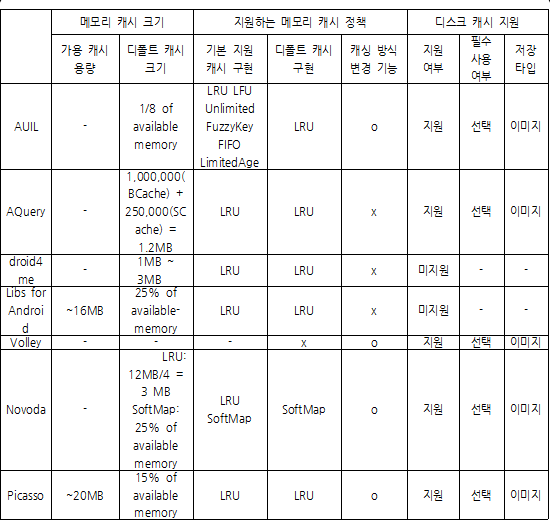 메모리 캐시 크기 지원하는 메모리 캐시 정책 디스크 캐시 지원
가용 캐시 용량 디폴트 캐시 크기 기본 지원 캐시 구현 디폴트 캐시 구현 캐싱 방식 변경 기능 지원 여부 필수 사용 여부 저장 타입
AUIL - 1/8 of available memory LRU LFU Unlimited FuzzyKey FIFO LimitedAge LRU o 지원 선택 이미지
AQuery - 1,000,000(BCache) + 250,000(SCache) = 1.2MB LRU LRU x 지원 선택 이미지
droid4me - 1MB ~ 3MB LRU LRU x 미지원 - -
Libs for Android ~16MB 25% of available-memory LRU LRU x 미지원 - -
Volley - - - x o 지원 선택 이미지
Novoda - LRU: 12MB/4 = 3 MB SoftMap: 25% of available memory LRU SoftMap SoftMap o 지원 선택 이미지
Picasso ~20MB 15% of available memory LRU LRU o 지원 선택 이미지